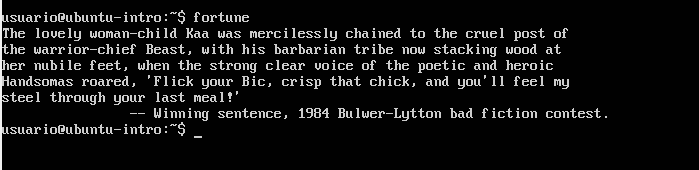 usuario@ubuntu-intro:~$ fortune
The lovely woman-child Kaa was mercilessly chained to the cruel post of
the warrior-chief Beast, with his barbarian tribe now stacking wood at
her nubile feet, when the strong clear voice of the poetic and heroic
Handsomas roared, 'Flick your Bic, crisp that chick, and you'll feel my
steel through your last meal!'
-- Winning sentence, 1984 Bulwer-Lytton bad fiction contest.
usuario@ubuntu-intro:~$ _